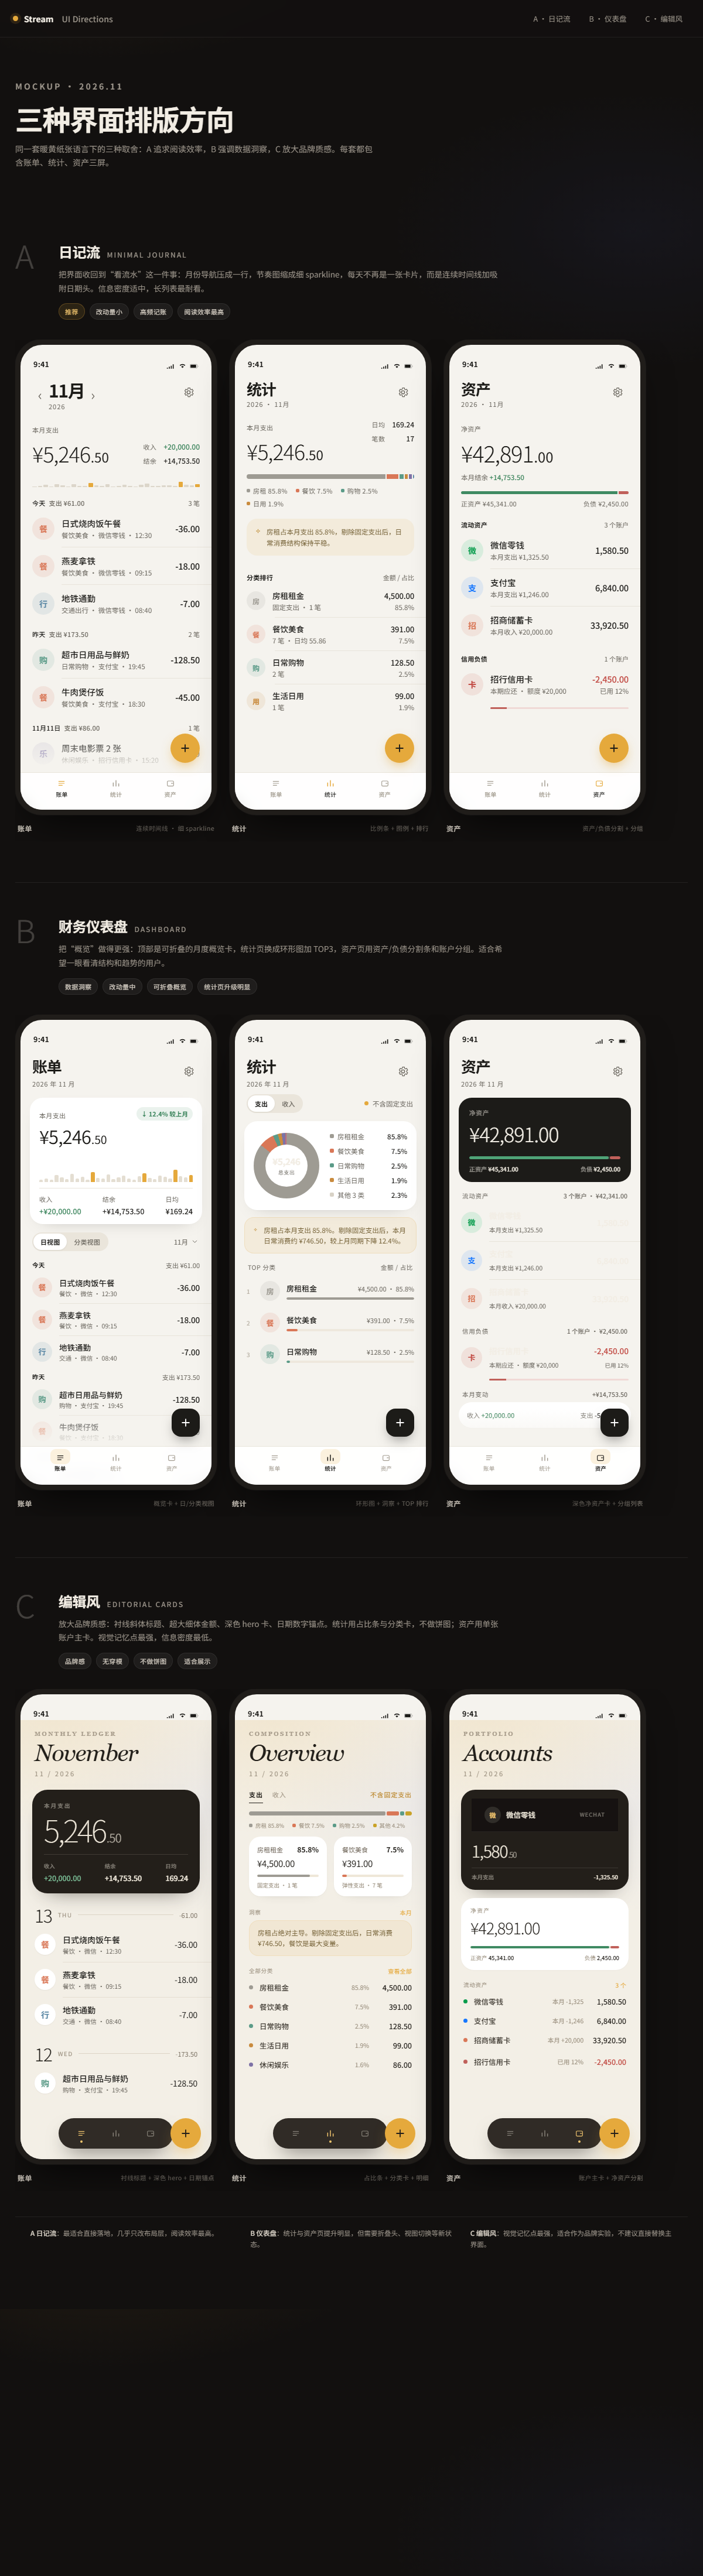 Stream UI Directions A · 日记流 B · 仪表盘 C · 编辑风
MOCKUP · 2026.11
三种界面排版方向
同一套暖黄纸张语言下的三种取舍：A 追求阅读效率，B 强调数据洞察，C 放大品牌质感。每套都包
含账单、统计、资产三屏。
A 日记流 MINIMAL JOURNAL
把界面收回到“看流水”这一件事：月份导航压成一行，节奏图缩成细 sparkline，每天不再是一张卡片，而是连续时间线加吸
附日期头。信息密度适中，长列表最耐看。
推荐 改动量小 高频记账 阅读效率最高
9:41
‹ 11月 ›
2026
本月支出
¥5,246.50
收入 +20,000.00
结余 +14,753.50
今天 支出 ¥61.00 3 笔
餐 日式烧肉饭午餐 -36.00
餐饮美食 · 微信零钱 · 12:30
餐 燕麦拿铁 -18.00
餐饮美食 · 微信零钱 · 09:15
行 地铁通勤 -7.00
交通出行 · 微信零钱 · 08:40
昨天 支出 ¥173.50 2 笔
购 超市日用品与鲜奶 -128.50
日常购物 · 支付宝 · 19:45
餐 牛肉煲仔饭 -45.00
餐饮美食 · 支付宝 · 18:30
11月11日 支出 ¥86.00 1 笔
乐 周末电影票 2 张
休闲娱乐 · 招行信用卡 · 15:20
+
账单 统计 资产
9:41
统计
2026 · 11月
本月支出
¥5,246.50
日均 169.24
笔数 17
房租 85.8% 餐饮 7.5% 购物 2.5%
日用 1.9%
+ 房租占本月支出 85.8%。剔除固定支出后，日
常消费结构保持平稳。
分类排行 金额 / 占比
房 房租租金 4,500.00
固定支出 · 1 笔 85.8%
餐 餐饮美食 391.00
7 笔 · 日均 55.86 7.5%
购 日常购物 128.50
2 笔 2.5%
用 生活日用 99.00
1 笔 1.9%
+
账单 统计 资产
9:41
资产
2026 · 11月
净资产
¥42,891.00
本月结余 +14,753.50
正资产 ¥45,341.00 负债 ¥2,450.00
流动资产 3 个账户
微 微信零钱 1,580.50
本月支出 ¥1,325.50
支 支付宝 6,840.00
本月支出 ¥1,246.00
招 招商储蓄卡 33,920.50
本月收入 ¥20,000.00
信用负债 1 个账户
卡 招行信用卡 -2,450.00
本期应还 · 额度 ¥20,000 已用 12%
+
账单 统计 资产
账单 连续时间线 · 细 sparkline
统计 比例条 + 图例 + 排行
资产 资产/负债分割 + 分组
B 财务仪表盘 DASHBOARD
把“概览”做得更强：顶部是可折叠的月度概览卡，统计页换成环形图加 TOP3，资产页用资产/负债分割条和账户分组。适合希
望一眼看清结构和趋势的用户。
数据洞察 改动量中 可折叠概览 统计页升级明显
9:41
账单
2026 年 11 月
本月支出 ↓ 12.4% 较上月
¥5,246.50
收入 结余 日均
+¥20,000.00 +¥14,753.50 ¥169.24
日视图 分类视图 11月
今天 支出 ¥61.00
餐 日式烧肉饭午餐 -36.00
餐饮 · 微信 · 12:30
餐 燕麦拿铁 -18.00
餐饮 · 微信 · 09:15
行 地铁通勤 -7.00
交通 · 微信 · 08:40
昨天 支出 ¥173.50
购 超市日用品与鲜奶 -128.50
购物 · 支付宝 · 19:45
餐 牛肉煲仔饭
餐饮 · 支付宝 · 18:30
+
账单 统计 资产
9:41
统计
2026 年 11 月
支出 收入 不含固定支出
¥5,246
总支出
房租租金 85.8%
餐饮美食 7.5%
日常购物 2.5%
生活日用 1.9%
其他 3 类 2.3%
+ 房租占本月支出 85.8%。剔除固定支出后，本月
日常消费约 ¥746.50，较上月同期下降 12.4%。
TOP 分类 金额 / 占比
1 房 房租租金 ¥4,500.00 · 85.8%
2 餐 餐饮美食 ¥391.00 · 7.5%
3 购 日常购物 ¥128.50 · 2.5%
+
账单 统计 资产
9:41
资产
2026 年 11 月
净资产
¥42,891.00
正资产 ¥45,341.00 负债 ¥2,450.00
流动资产 3 个账户 · ¥42,341.00
微
本月支出 ¥1,325.50
支
本月支出 ¥1,246.00
招
本月收入 ¥20,000.00
信用负债 1 个账户 · ¥2,450.00
卡 -2,450.00
本期应还 · 额度 ¥20,000 已用 12%
本月变动 +¥14,753.50
收入 +20,000.00 支出 -5
+
账单 统计 资产
账单 概览卡 + 日/分类视图
统计 环形图 + 洞察 + TOP 排行
资产 深色净资产卡 + 分组列表
C 编辑风 EDITORIAL CARDS
放大品牌质感：衬线斜体标题、超大细体金额、深色 hero 卡、日期数字锚点。统计用占比条与分类卡，不做饼图；资产用单张
账户主卡。视觉记忆点最强，信息密度最低。
品牌感 无穿模 不做饼图 适合展示
9:41
MONTHLY LEDGER
November
11 / 2026
本月支出
5,246.50
收入 结余 日均
+20,000.00 +14,753.50 169.24
13 THU -61.00
餐 日式烧肉饭午餐 -36.00
餐饮 · 微信 · 12:30
餐 燕麦拿铁 -18.00
餐饮 · 微信 · 09:15
行 地铁通勤 -7.00
交通 · 微信 · 08:40
12 WED -173.50
购 超市日用品与鲜奶 -128.50
购物 · 支付宝 · 19:45
+
9:41
COMPOSITION
Overview
11 / 2026
支出 收入 不含固定支出
房租 85.8% 餐饮 7.5% 购物 2.5% 其他 4.2%
房租租金 85.8%
¥4,500.00
固定支出 · 1 笔
餐饮美食 7.5%
¥391.00
弹性支出 · 7 笔
洞察 本月
房租占绝对主导。剔除固定支出后，日常消费
¥746.50，餐饮是最大变量。
全部分类 查看全部
房租租金 85.8% 4,500.00
餐饮美食 7.5% 391.00
日常购物 2.5% 128.50
生活日用 1.9% 99.00
休闲娱乐 1.6% 86.00
+
9:41
PORTFOLIO
Accounts
11 / 2026
微 微信零钱 WECHAT
1,580.50
本月支出 -1,325.50
净资产
¥42,891.00
正资产 45,341.00 负债 2,450.00
流动资产 3 个
微信零钱 本月 -1,325 1,580.50
支付宝 本月 -1,246 6,840.00
招商储蓄卡 本月 +20,000 33,920.50
招行信用卡 已用 12% -2,450.00
+
账单 衬线标题 + 深色 hero + 日期锚点
统计 占比条 + 分类卡 + 明细
资产 账户主卡 + 净资产分割
A 日记流：最适合直接落地，几乎只改布局层，阅读效率最高。
B 仪表盘：统计与资产页提升明显，但需要折叠头、视图切换等新状
态。
C 编辑风：视觉记忆点最强，适合作为品牌实验，不建议直接替换主
界面。